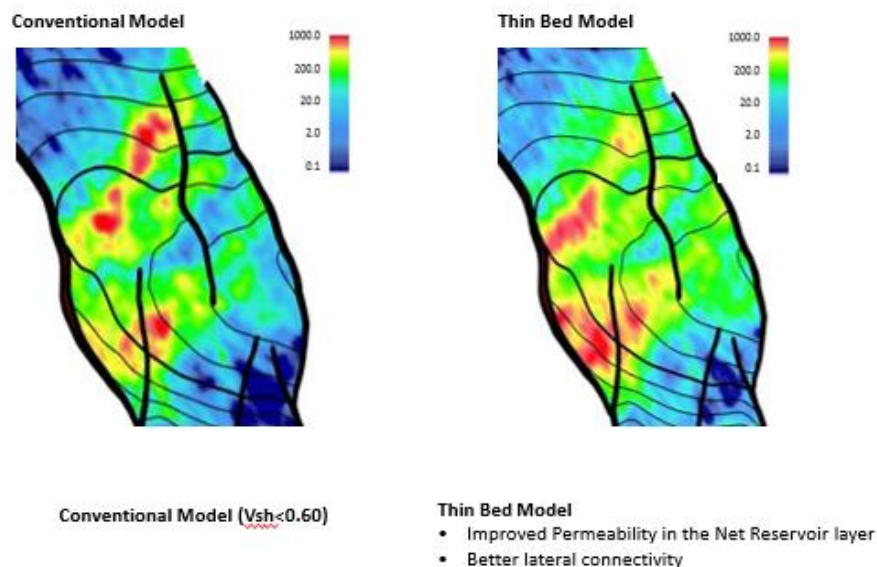 Conventional Model
1000.0
200.0
20.0
2.0
0.1
Thin Bed Model
1000.0
200.0
20.0
2.0
0.1
Conventional Model (Vsh<0.60)
Thin Bed Model
• Improved Permeability in the Net Reservoir layer
• Better lateral connectivity